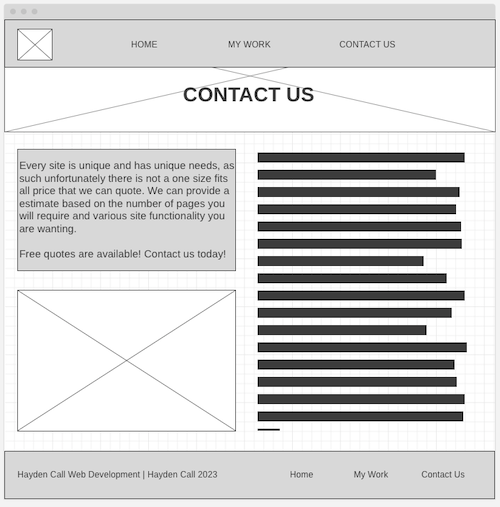 HOME MY WORK CONTACT US
CONTACT US
Every site is unique and has unique needs, as
such unfortunately there is not a one size fits
all price that we can quote. We can provide a
estimate based on the number of pages you
will require and various site functionality you
are wanting.
Free quotes are available! Contact us today!
Hayden Call Web Development | Hayden Call 2023 Home My Work Contact Us